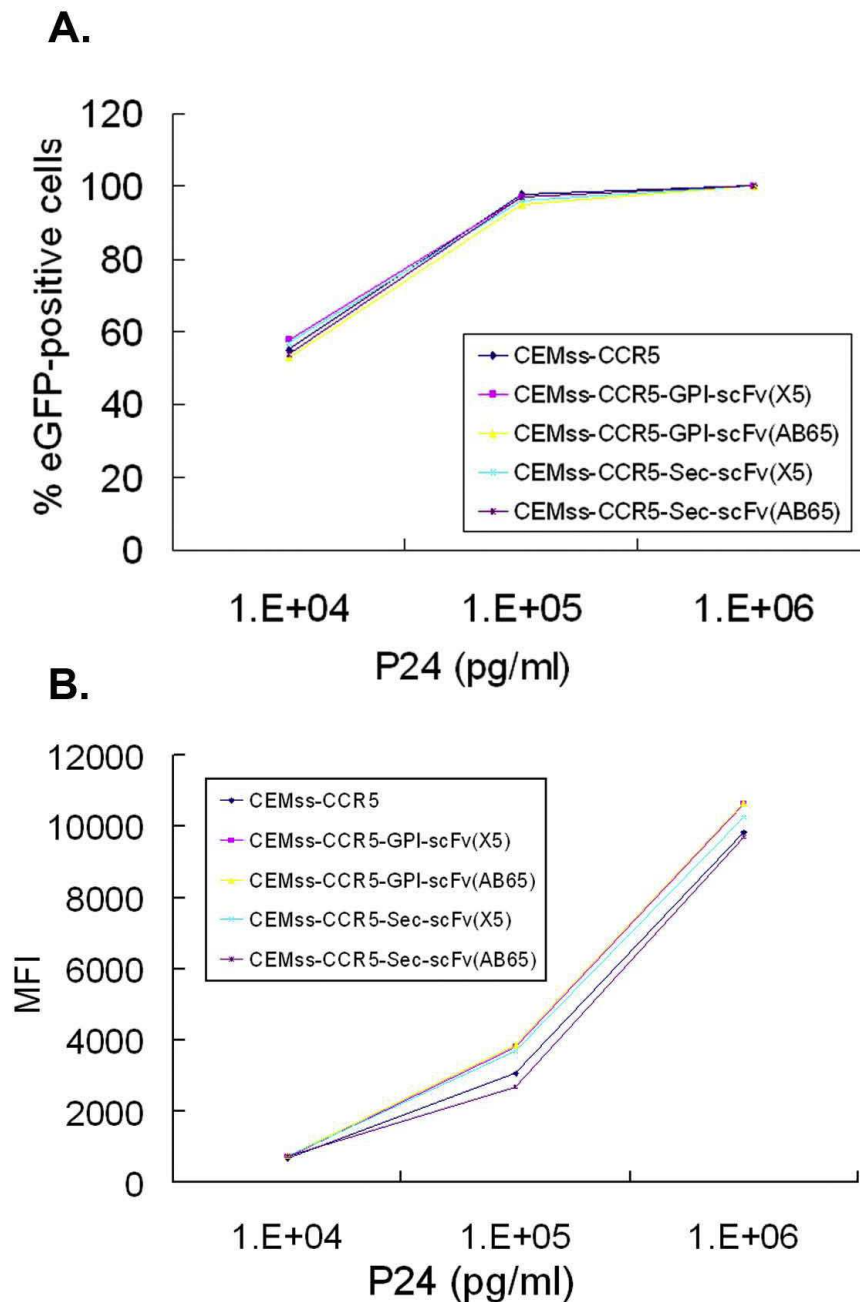 A.
120
100
80
60
40
20
0
% eGFP-positive cells
CEMss-CCR5
CEMss-CCR5-GPI-scFv(X5)
CEMss-CCR5-GPI-scFv(AB65)
CEMss-CCR5-Sec-scFv(X5)
CEMss-CCR5-Sec-scFv(AB65)
1.E+04 1.E+05 1.E+06
P24 (pg/ml)
B.
12000
10000
8000
6000
4000
2000
0
MFI
CEMss-CCR5
CEMss-CCR5-GPI-scFv(X5)
CEMss-CCR5-GPI-scFv(AB65)
CEMss-CCR5-Sec-scFv(X5)
CEMss-CCR5-Sec-scFv(AB65)
1.E+04 1.E+05 1.E+06
P24 (pg/ml)